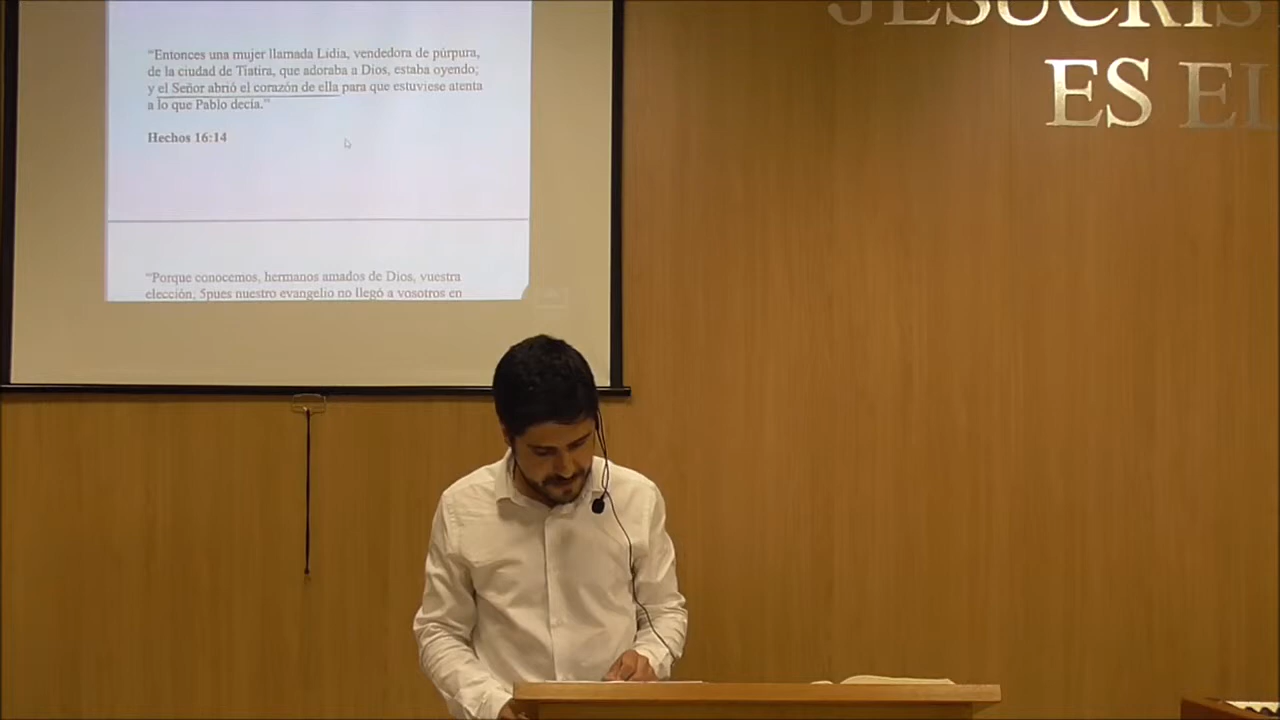 “Entonces una mujer llamada Lidia, vendedora de púrpura,
de la ciudad de Tiatira, que adoraba a Dios, estaba oyendo;
y el Señor abrió el corazón de ella para que estuviese atenta
a lo que Pablo decía.”
Hechos 16:14
“Porque conocemos, hermanos amados de Dios, vuestra
elección, 5pues nuestro evangelio no llegó a vosotros en
JESUCRIS
ES EL